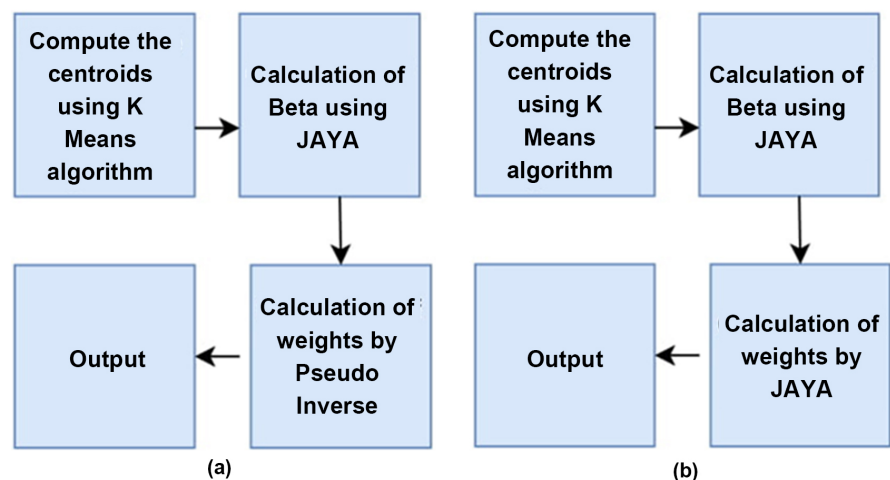 Compute the
centroids
using K
Means
algorithm
Calculation of
Beta using
JAYA
Output
Calculation of
weights by
Pseudo
Inverse
(a)
Compute the
centroids
using K
Means
algorithm
Calculation of
Beta using
JAYA
Output
Calculation of
weights by
JAYA
(b)